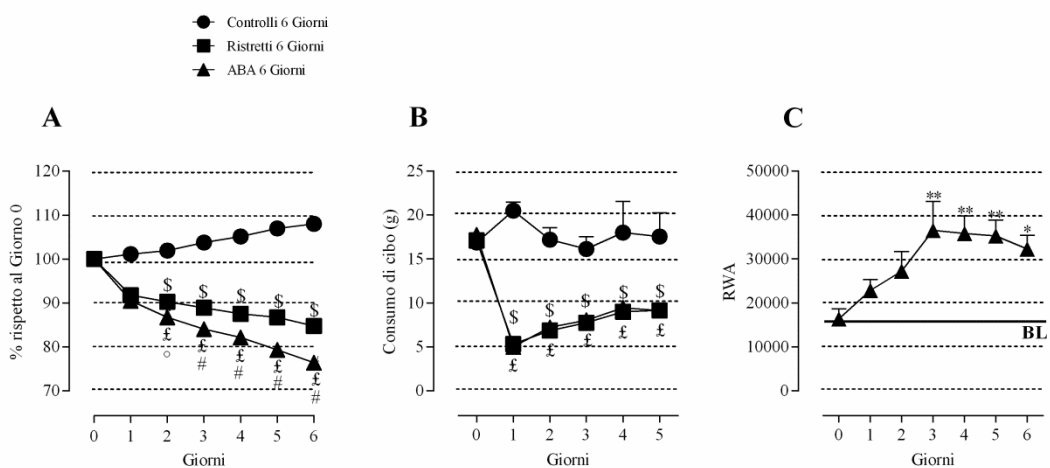 Controlli 6 Giorni
Ristretti 6 Giorni
ABA 6 Giorni
A
% rispetto al Giorno 0
120
110
100
90
80
70
$ $ $ $ $
£ £ £ £ £
° # # # #
0 1 2 3 4 5 6
Giorni
B
Consumo di cibo (g)
25
20
15
10
5
0
$ $ $ $ $
£ £ £ £ £
0 1 2 3 4 5
Giorni
C
RWA
50000
40000
30000
20000
10000
0
** ** ** *
BL
0 1 2 3 4 5 6
Giorni